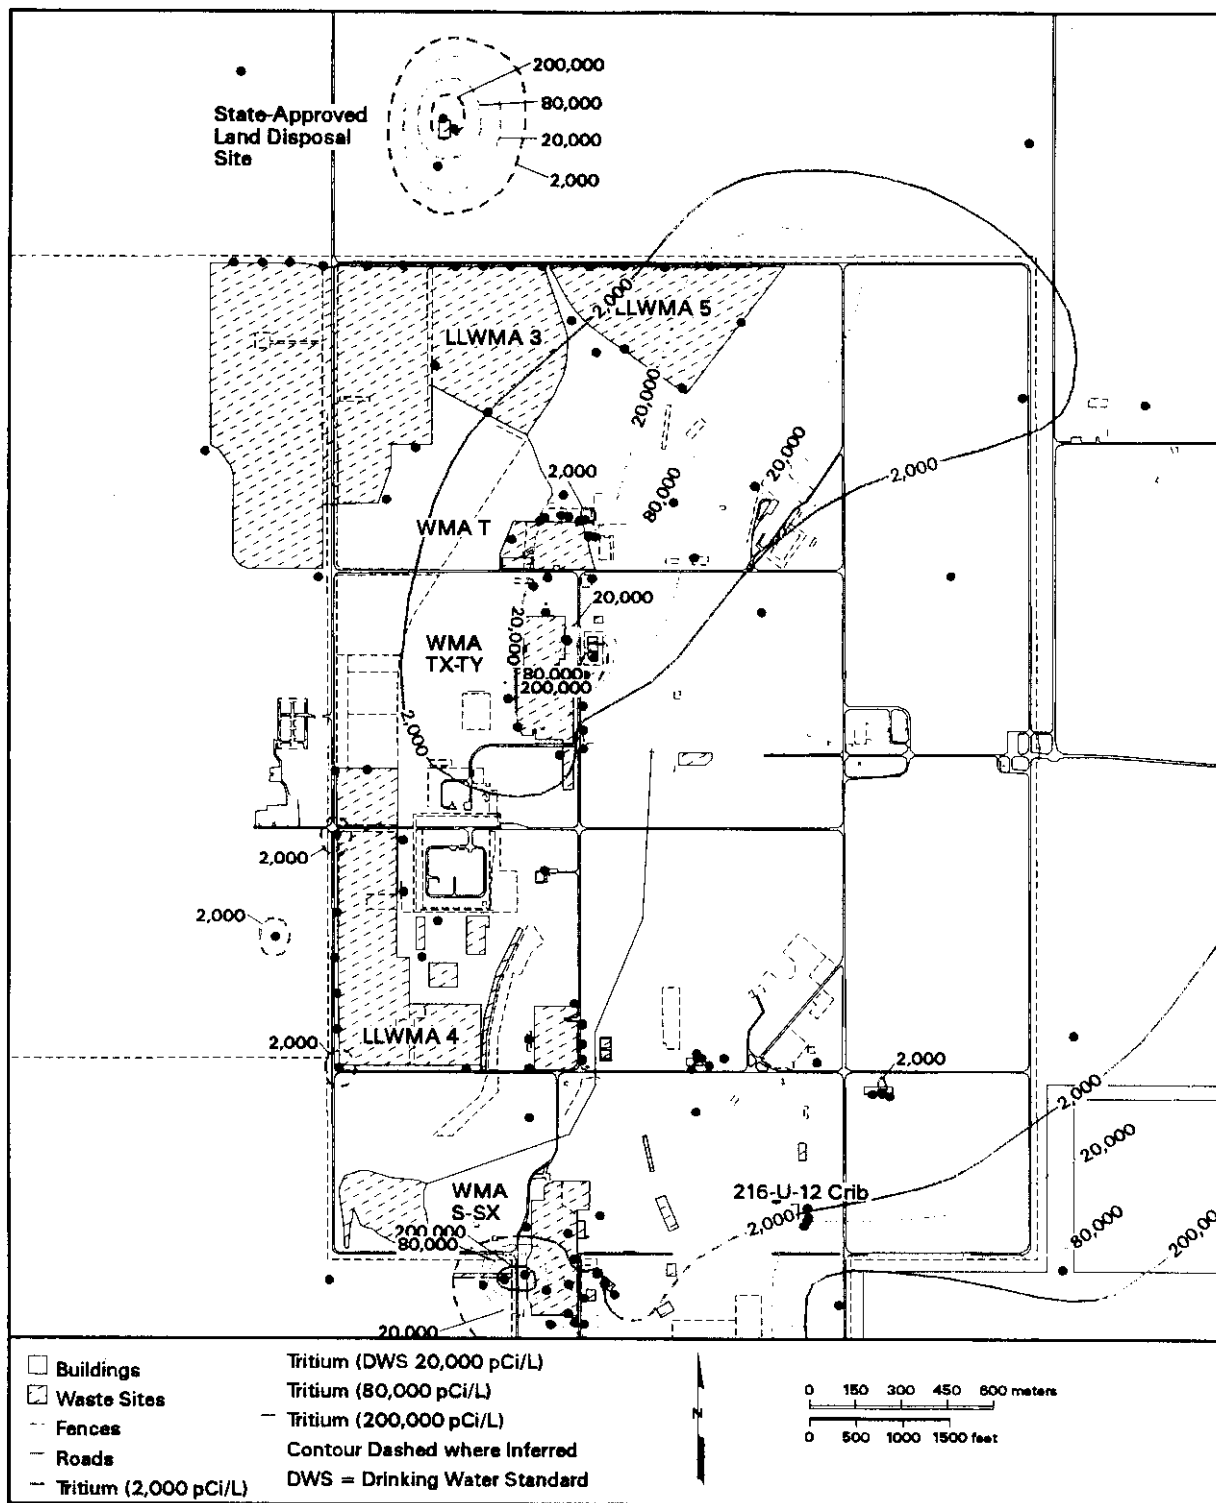 200,000
State-Approved
Land Disposal
Site
80,000
20,000
2,000
2,000
LLWMA 5
LLWMA 3
20,000
2,000
20,000
2,000
80,000
WMA T
20,000
20,000
WMA
TX-TY
80,000
200,000
2,000
2,000
2,000
LLWMA 4
2,000
2,000
2,000
20,000
WMA
S-SX
216-U-12 Crib
2,000
80,000
200,000
200,000
80,000
20,000
Buildings
Waste Sites
Fences
Roads
Tritium (2,000 pCi/L)
Tritium (DWS 20,000 pCi/L)
Tritium (80,000 pCi/L)
Tritium (200,000 pCi/L)
Contour Dashed where Inferred
DWS = Drinking Water Standard
N
0 150 300 450 600 meters
0 500 1000 1500 feet